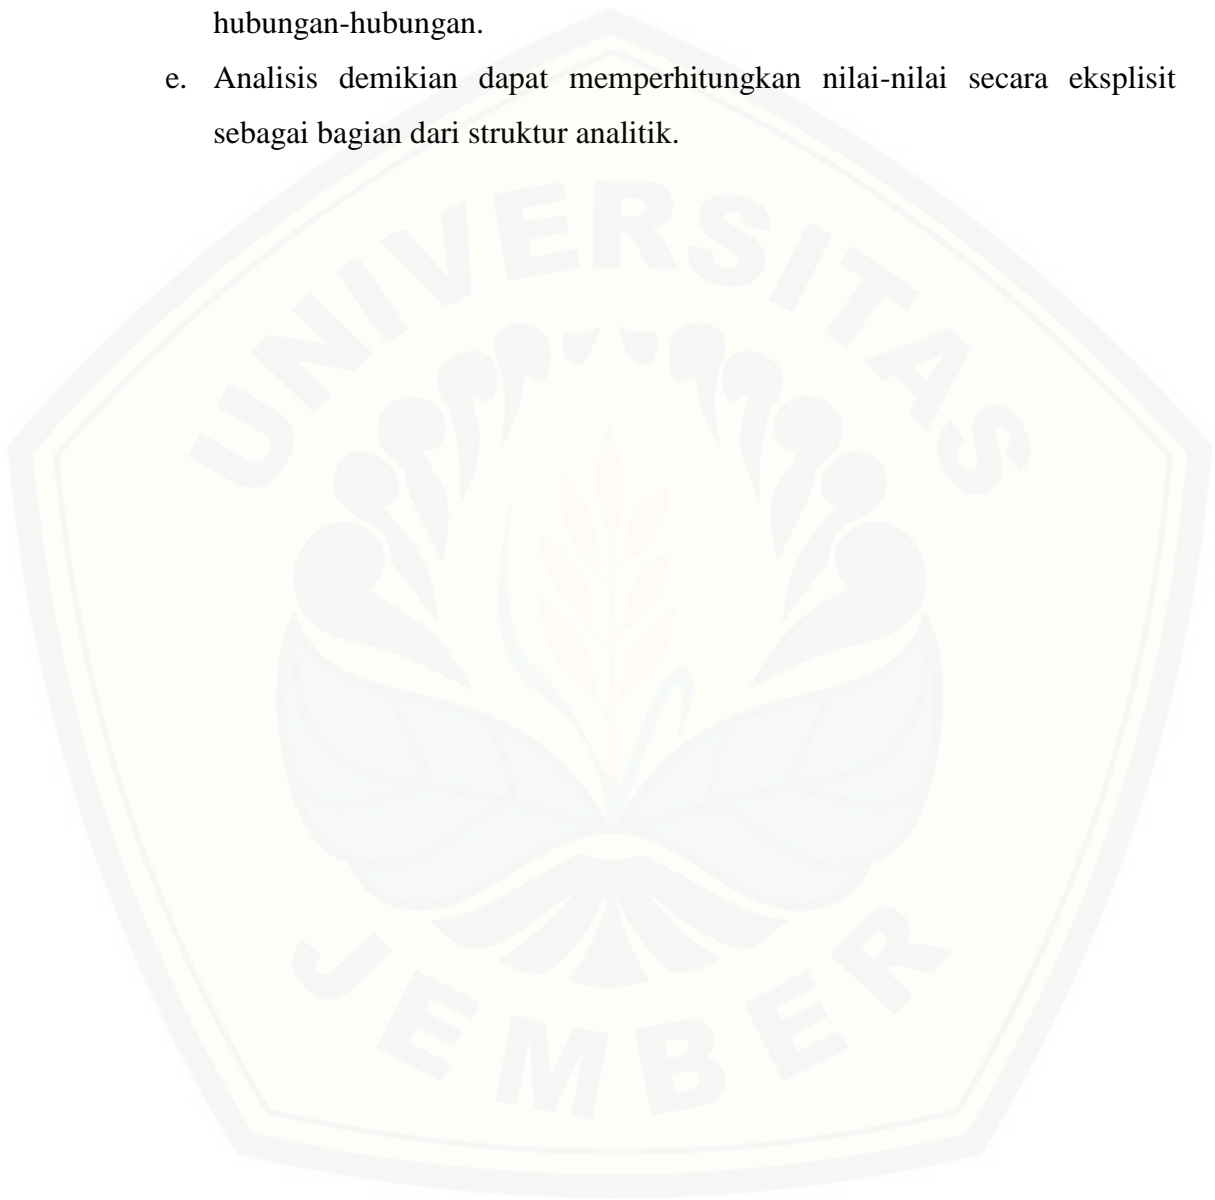 hubungan-hubungan.
e. Analisis demikian dapat memperhitungkan nilai-nilai secara eksplisit
sebagai bagian dari struktur analitik.
UNIVERSITAS
JEMBER